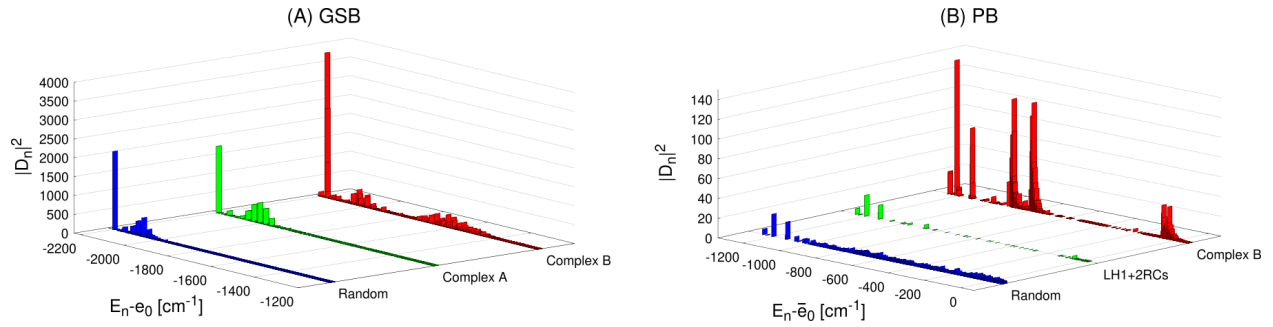 (A) GSB
|Dn|²
4000
3500
3000
2500
2000
1500
1000
500
0
-2200
-2000
-1800
-1600
-1400
-1200
En-e0 [cm-1]
Random
Complex A
Complex B
(B) PB
|Dn|²
140
120
100
80
60
40
20
0
-1200
-1000
-800
-600
-400
-200
0
En-ē0 [cm-1]
Random
LH1+2RCs
Complex B